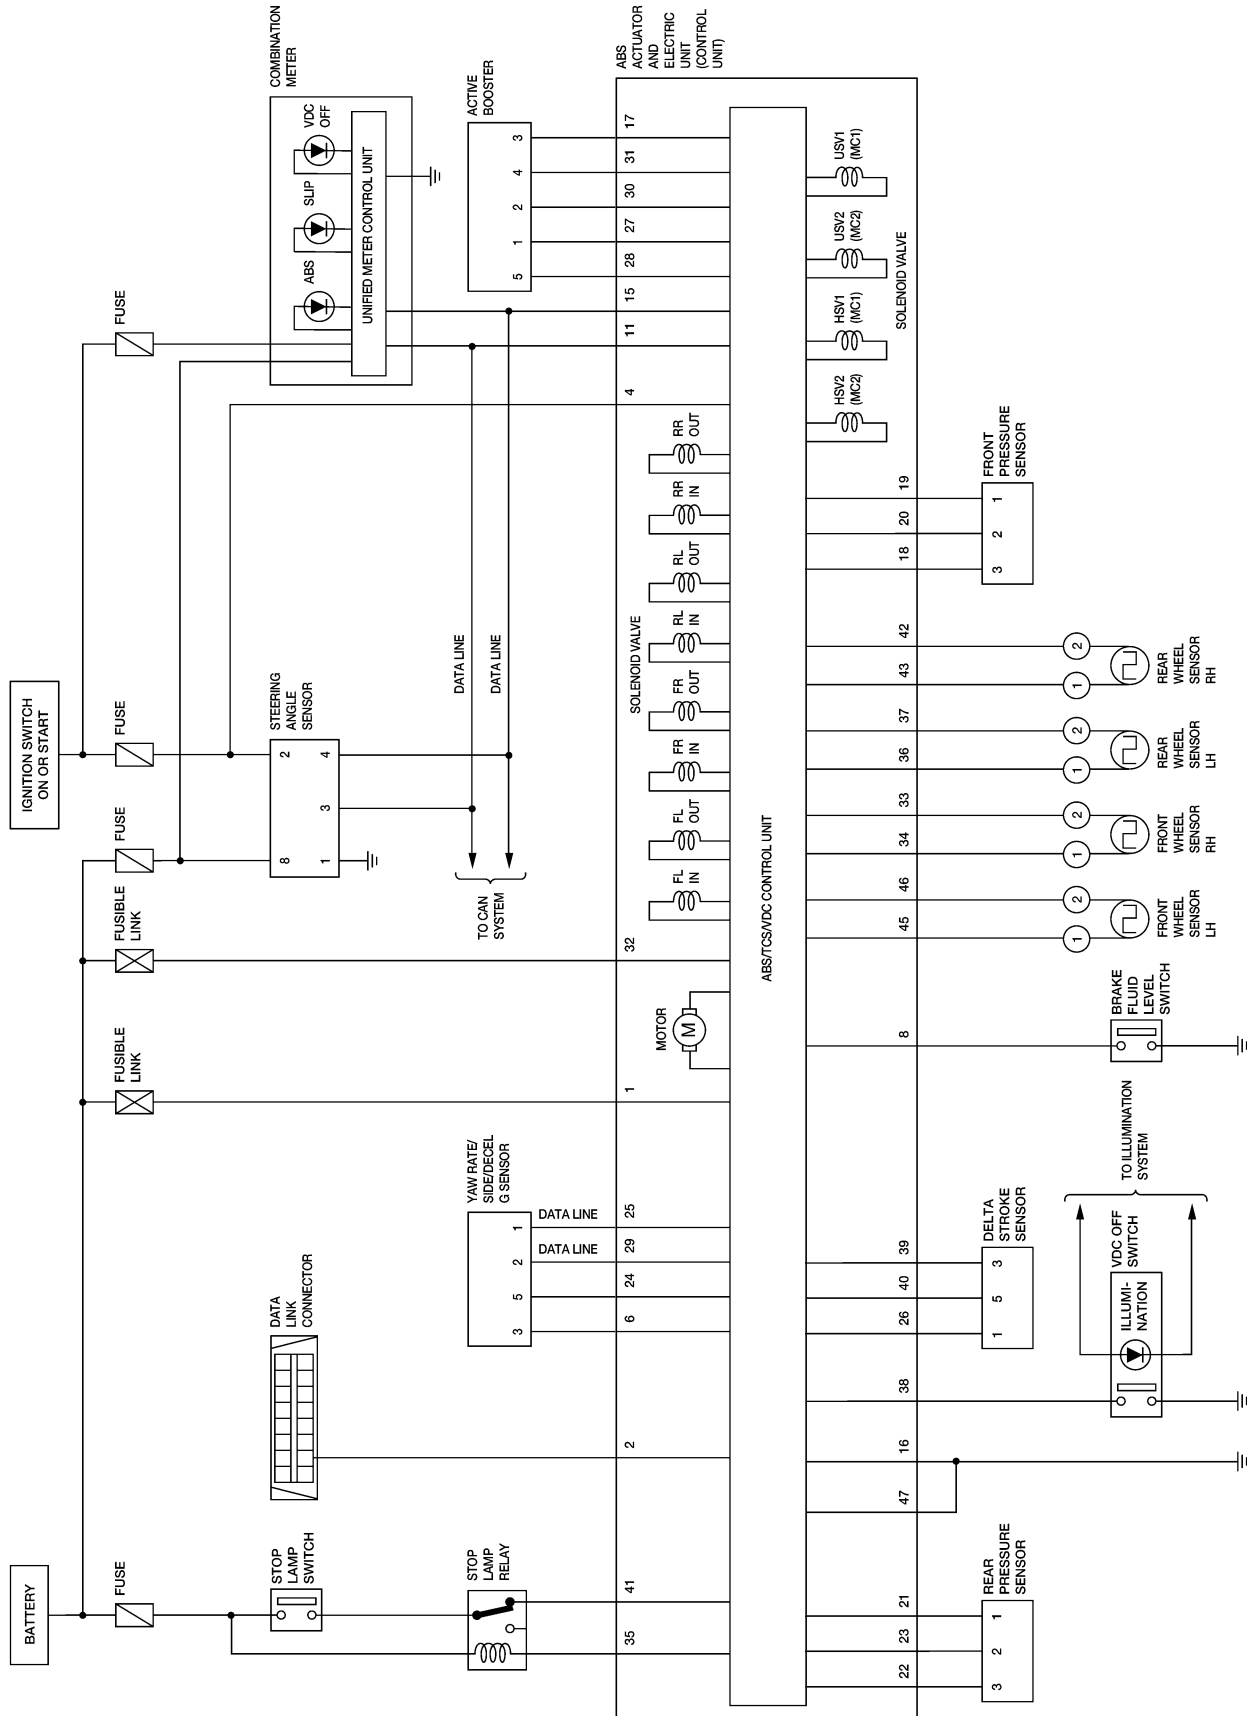 BATTERY
IGNITION SWITCH
ON OR START
FUSE
FUSIBLE
LINK
FUSIBLE
LINK
FUSE
FUSE
FUSE
STOP
LAMP
SWITCH
DATA
LINK
CONNECTOR
STEERING
ANGLE
SENSOR
8
2
1
3
4
COMBINATION
METER
ABS
SLIP
VDC
OFF
UNIFIED METER CONTROL UNIT
STOP
LAMP
RELAY
YAW RATE/
SIDE/DECEL
G SENSOR
3
5
2
1
DATA LINE
DATA LINE
TO CAN
SYSTEM
DATA LINE
DATA LINE
ACTIVE
BOOSTER
5
1
2
4
3
ABS
ACTUATOR
AND
ELECTRIC
UNIT
(CONTROL
UNIT)
35
41
2
6
24
29
25
1
32
4
11
15
28
27
30
31
17
MOTOR
M
SOLENOID VALVE
FL
IN
FL
OUT
FR
IN
FR
OUT
RL
IN
RL
OUT
RR
IN
RR
OUT
ABS/TCS/VDC CONTROL UNIT
HSV2
(MC2)
HSV1
(MC1)
USV2
(MC2)
USV1
(MC1)
SOLENOID VALVE
22
23
21
47
16
38
26
40
39
8
45
46
34
33
36
37
43
42
18
20
19
REAR
PRESSURE
SENSOR
3
2
1
DELTA
STROKE
SENSOR
1
5
3
FRONT
PRESSURE
SENSOR
3
2
1
VDC OFF
SWITCH
ILLUMI-
NATION
TO ILLUMINATION
SYSTEM
BRAKE
FLUID
LEVEL
SWITCH
1
2
FRONT
WHEEL
SENSOR
LH
1
2
FRONT
WHEEL
SENSOR
RH
1
2
REAR
WHEEL
SENSOR
LH
1
2
REAR
WHEEL
SENSOR
RH